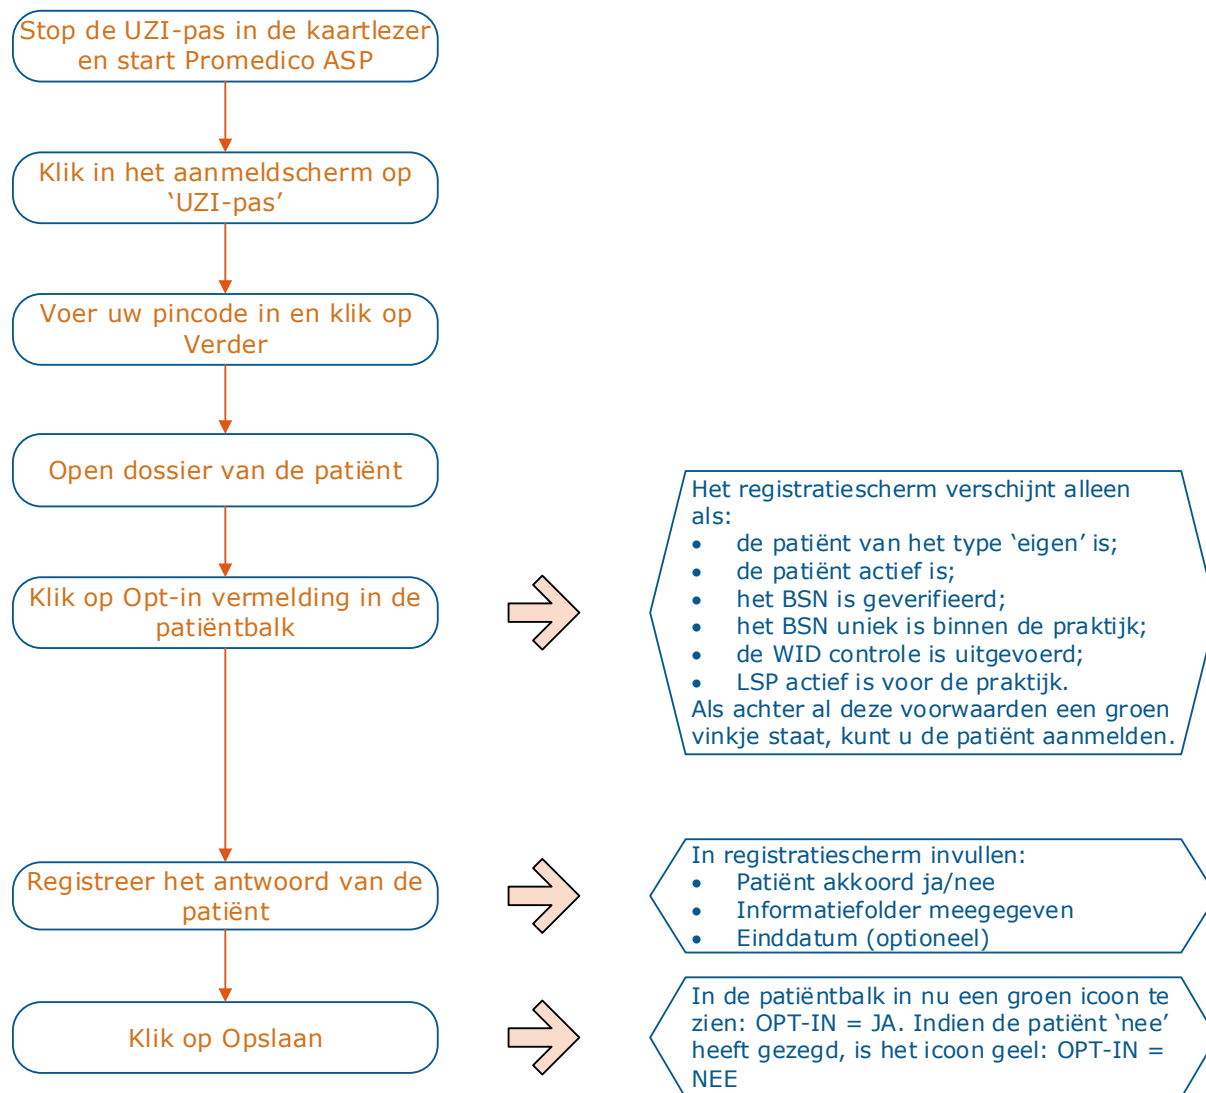 Stop de UZI-pas in de kaartlezer
en start Promedico ASP
Klik in het aanmeldscherm op
‘UZI-pas’
Voer uw pincode in en klik op
Verder
Open dossier van de patiënt
Klik op Opt-in vermelding in de
patiëntbalk
Het registratiescherm verschijnt alleen
als:
• de patiënt van het type ‘eigen’ is;
• de patiënt actief is;
• het BSN is geverifieerd;
• het BSN uniek is binnen de praktijk;
• de WID controle is uitgevoerd;
• LSP actief is voor de praktijk.
Als achter al deze voorwaarden een groen
vinkje staat, kunt u de patiënt aanmelden.
Registreer het antwoord van de
patiënt
In registratiescherm invullen:
• Patiënt akkoord ja/nee
• Informatiefolder meegegeven
• Einddatum (optioneel)
Klik op Opslaan
In de patiëntbalk in nu een groen icoon te
zien: OPT-IN = JA. Indien de patiënt ‘nee’
heeft gezegd, is het icoon geel: OPT-IN =
NEE